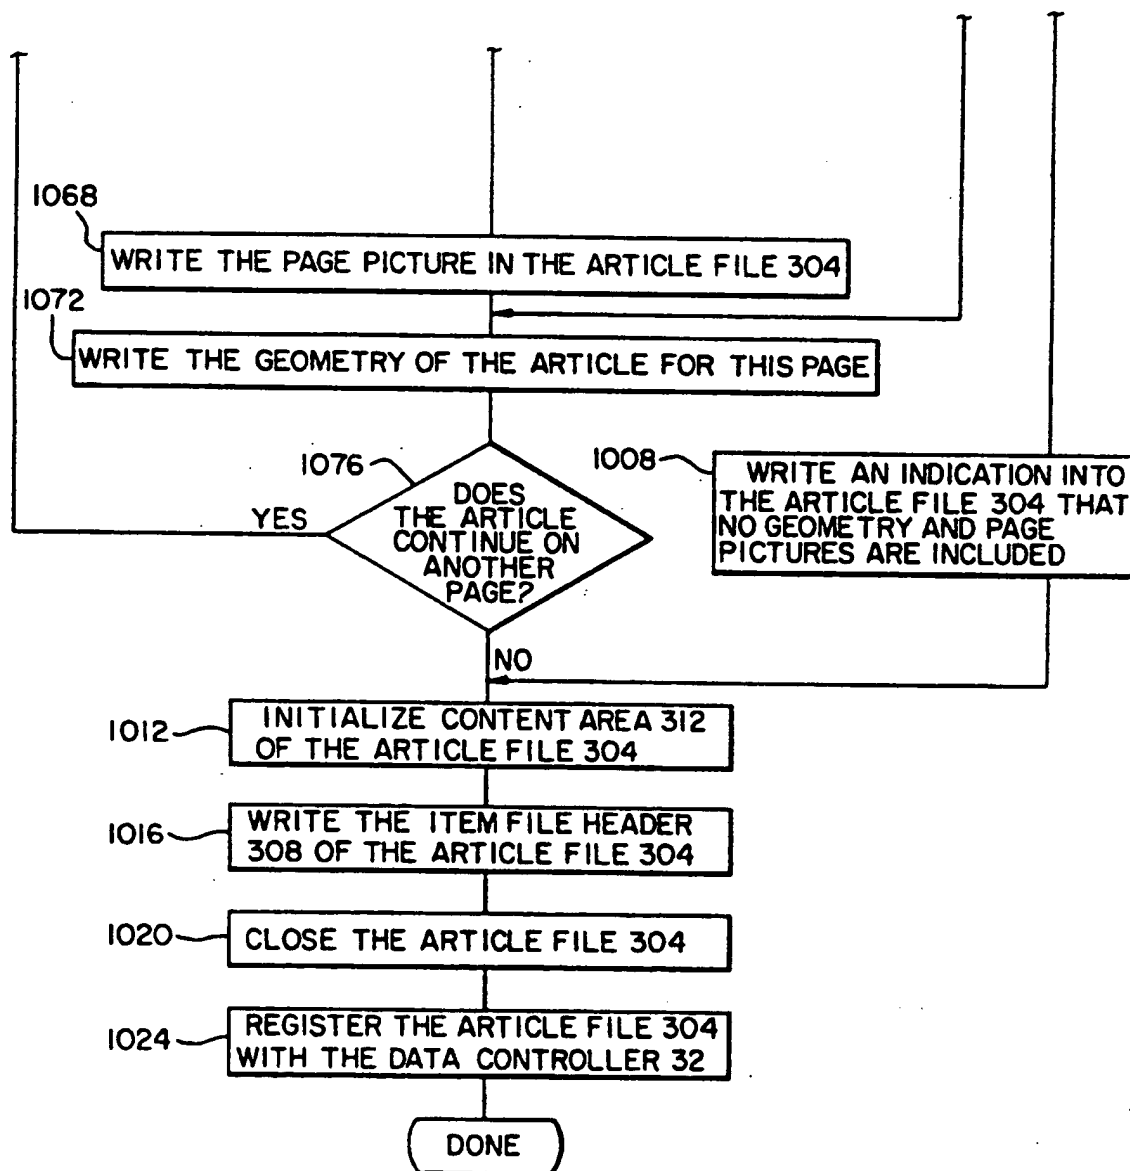 1068
WRITE THE PAGE PICTURE IN THE ARTICLE FILE 304
1072
WRITE THE GEOMETRY OF THE ARTICLE FOR THIS PAGE
1076
DOES
THE ARTICLE
CONTINUE ON
ANOTHER
PAGE?
YES
NO
1008
WRITE AN INDICATION INTO
THE ARTICLE FILE 304 THAT
NO GEOMETRY AND PAGE
PICTURES ARE INCLUDED
1012
INITIALIZE CONTENT AREA 312
OF THE ARTICLE FILE 304
1016
WRITE THE ITEM FILE HEADER
308 OF THE ARTICLE FILE 304
1020
CLOSE THE ARTICLE FILE 304
1024
REGISTER THE ARTICLE FILE 304
WITH THE DATA CONTROLLER 32
DONE